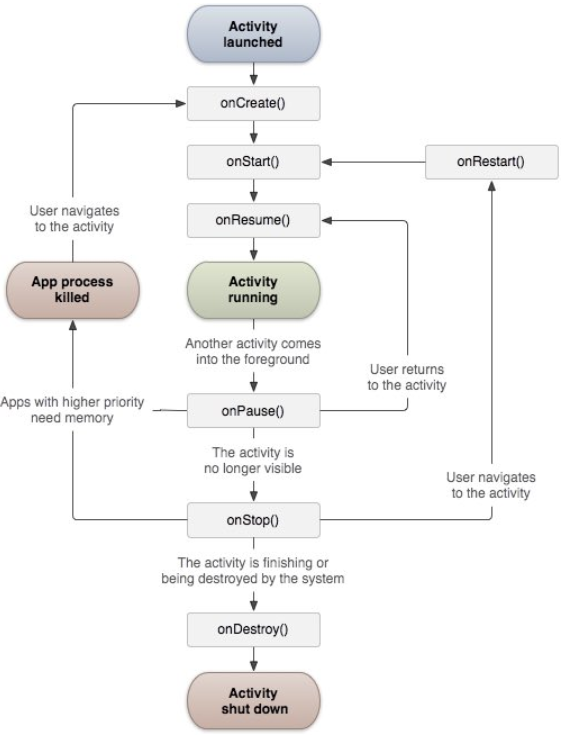 Activity
launched
onCreate()
onStart()
onRestart()
onResume()
User navigates
to the activity
App process
killed
Activity
running
Another activity comes
into the foreground
User returns
to the activity
Apps with higher priority
need memory
onPause()
The activity is
no longer visible
User navigates
to the activity
onStop()
The activity is finishing or
being destroyed by the system
onDestroy()
Activity
shut down